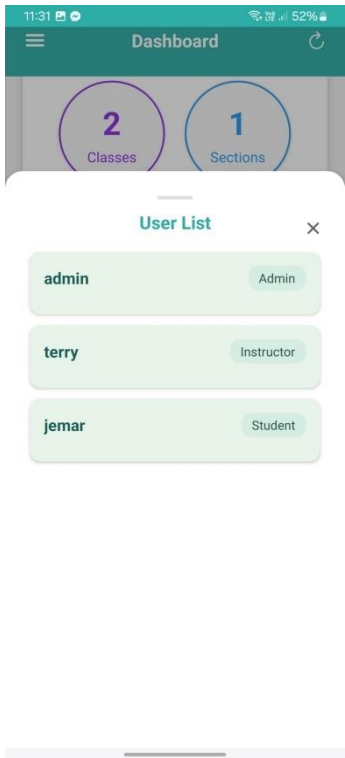 11:31 52%
Dashboard
2 1
Classes Sections
User List
admin Admin
terry Instructor
jemar Student